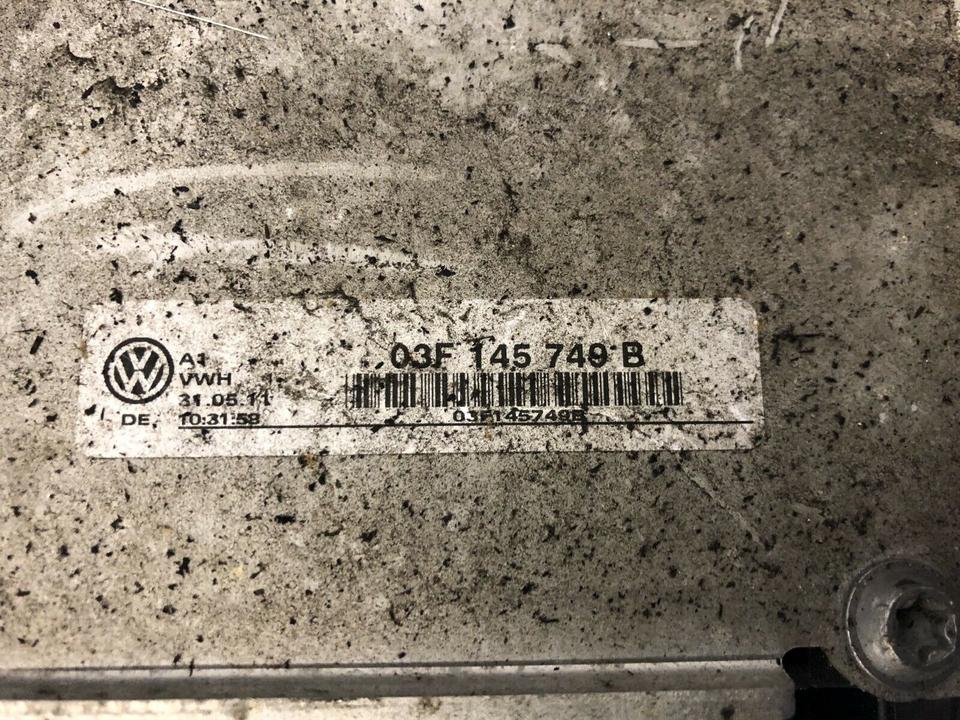 03F 145 749 B
A1
VWH
31.05.11
DE 10:31:58
03F145749B